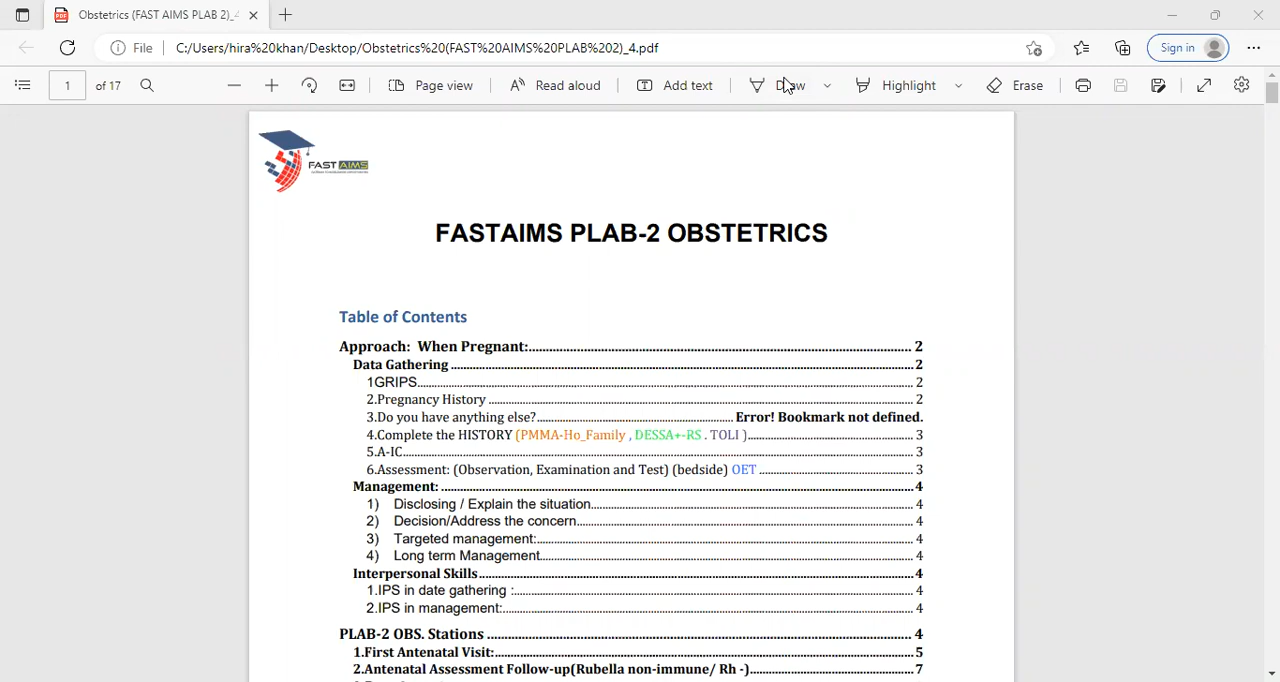 Obstetrics (FAST AIMS PLAB 2)_4
File C:/Users/hira%20khan/Desktop/Obstetrics%20(FAST%20AIMS%20PLAB%202)_4.pdf Sign in
1 of 17 Page view Read aloud Add text Draw Highlight Erase
FAST AIMS
FASTAIMS PLAB-2 OBSTETRICS
Table of Contents
Approach: When Pregnant: 2
Data Gathering 2
1GRIPS 2
2.Pregnancy History 2
3.Do you have anything else? Error! Bookmark not defined.
4.Complete the HISTORY (PMMA-Ho_Family , DESSA+-RS . TOLI ) 3
5.A-IC 3
6.Assessment: (Observation, Examination and Test) (bedside) OET 3
Management: 4
1) Disclosing / Explain the situation 4
2) Decision/Address the concern 4
3) Targeted management: 4
4) Long term Management 4
Interpersonal Skills 4
1.IPS in date gathering : 4
2.IPS in management: 4
PLAB-2 OBS. Stations 4
1.First Antenatal Visit: 5
2.Antenatal Assessment Follow-up(Rubella non-immune/ Rh -) 7